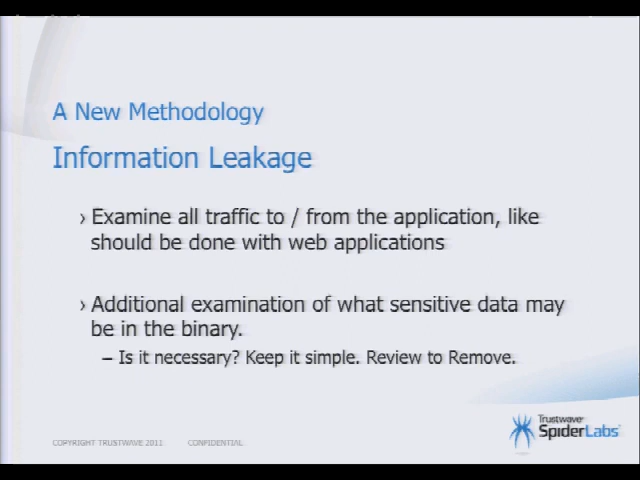 A New Methodology
Information Leakage
› Examine all traffic to / from the application, like
should be done with web applications
› Additional examination of what sensitive data may
be in the binary.
– Is it necessary? Keep it simple. Review to Remove.
COPYRIGHT TRUSTWAVE 2011 CONFIDENTIAL
Trustwave®
SpiderLabs®